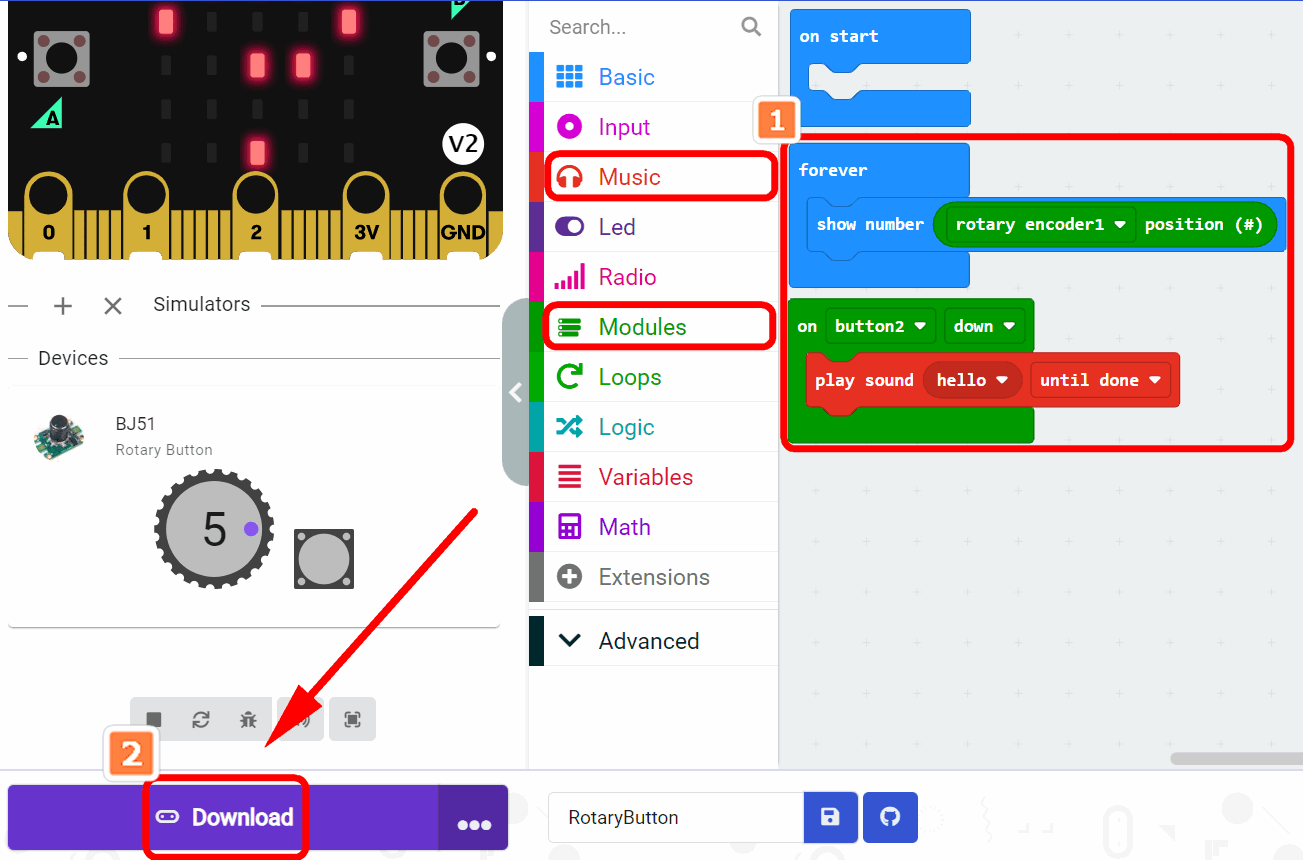 A
V2
0
1
2
3V
GND
Simulators
Devices
BJ51
Rotary Button
5
2
Download
Search...
Basic
Input
Music
Led
Radio
Modules
Loops
Logic
Variables
Math
Extensions
Advanced
1
on start
forever
show number rotary encoder1 position (#)
on button2 down
play sound hello until done
RotaryButton